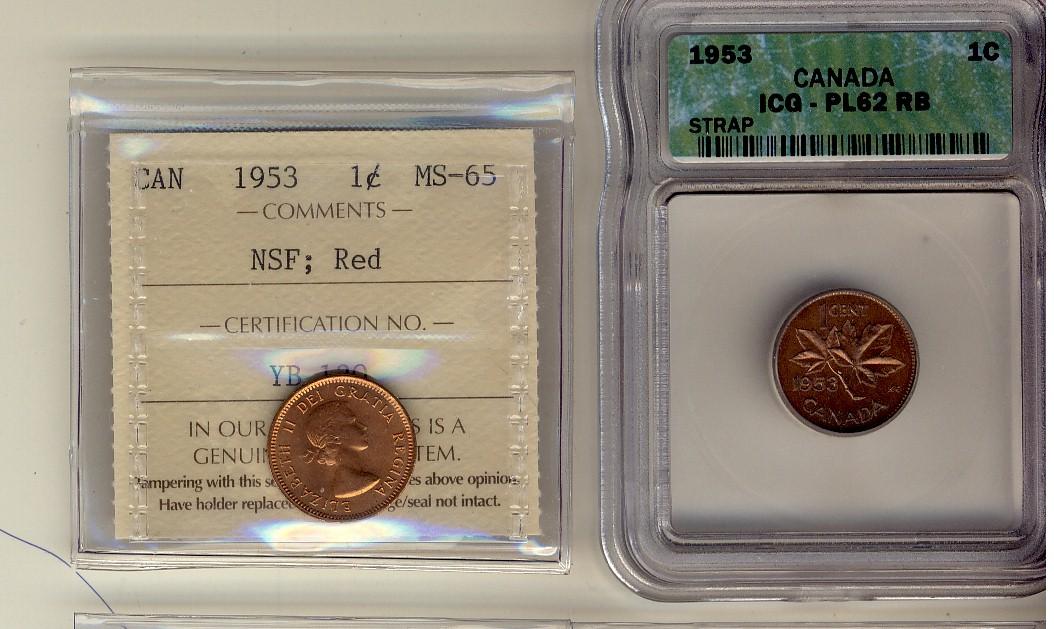 CAN 1953 1¢ MS-65
— COMMENTS —
NSF; Red
— CERTIFICATION NO. —
YB
IN OUR S IS A
GENUIN TEM.
ampering with this se es above opinion
Have holder replace e/seal not intact.
ELIZABETH II DEI GRATIA REGINA
1953 1C
CANADA
ICG - PL62 RB
STRAP
1 CENT
1953
CANADA